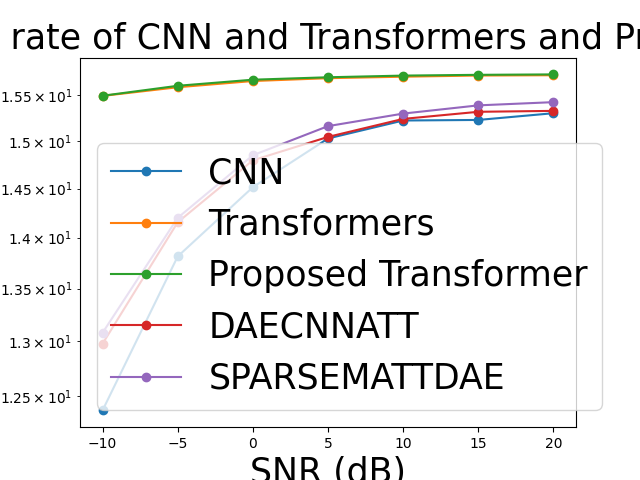 rate of CNN and Transformers and Pr
1.55 × 10¹
1.5 × 10¹
1.45 × 10¹
1.4 × 10¹
1.35 × 10¹
1.3 × 10¹
1.25 × 10¹
CNN
Transformers
Proposed Transformer
DAECNNATT
SPARSEMATTDAE
−10 −5 0 5 10 15 20
SNR (dB)